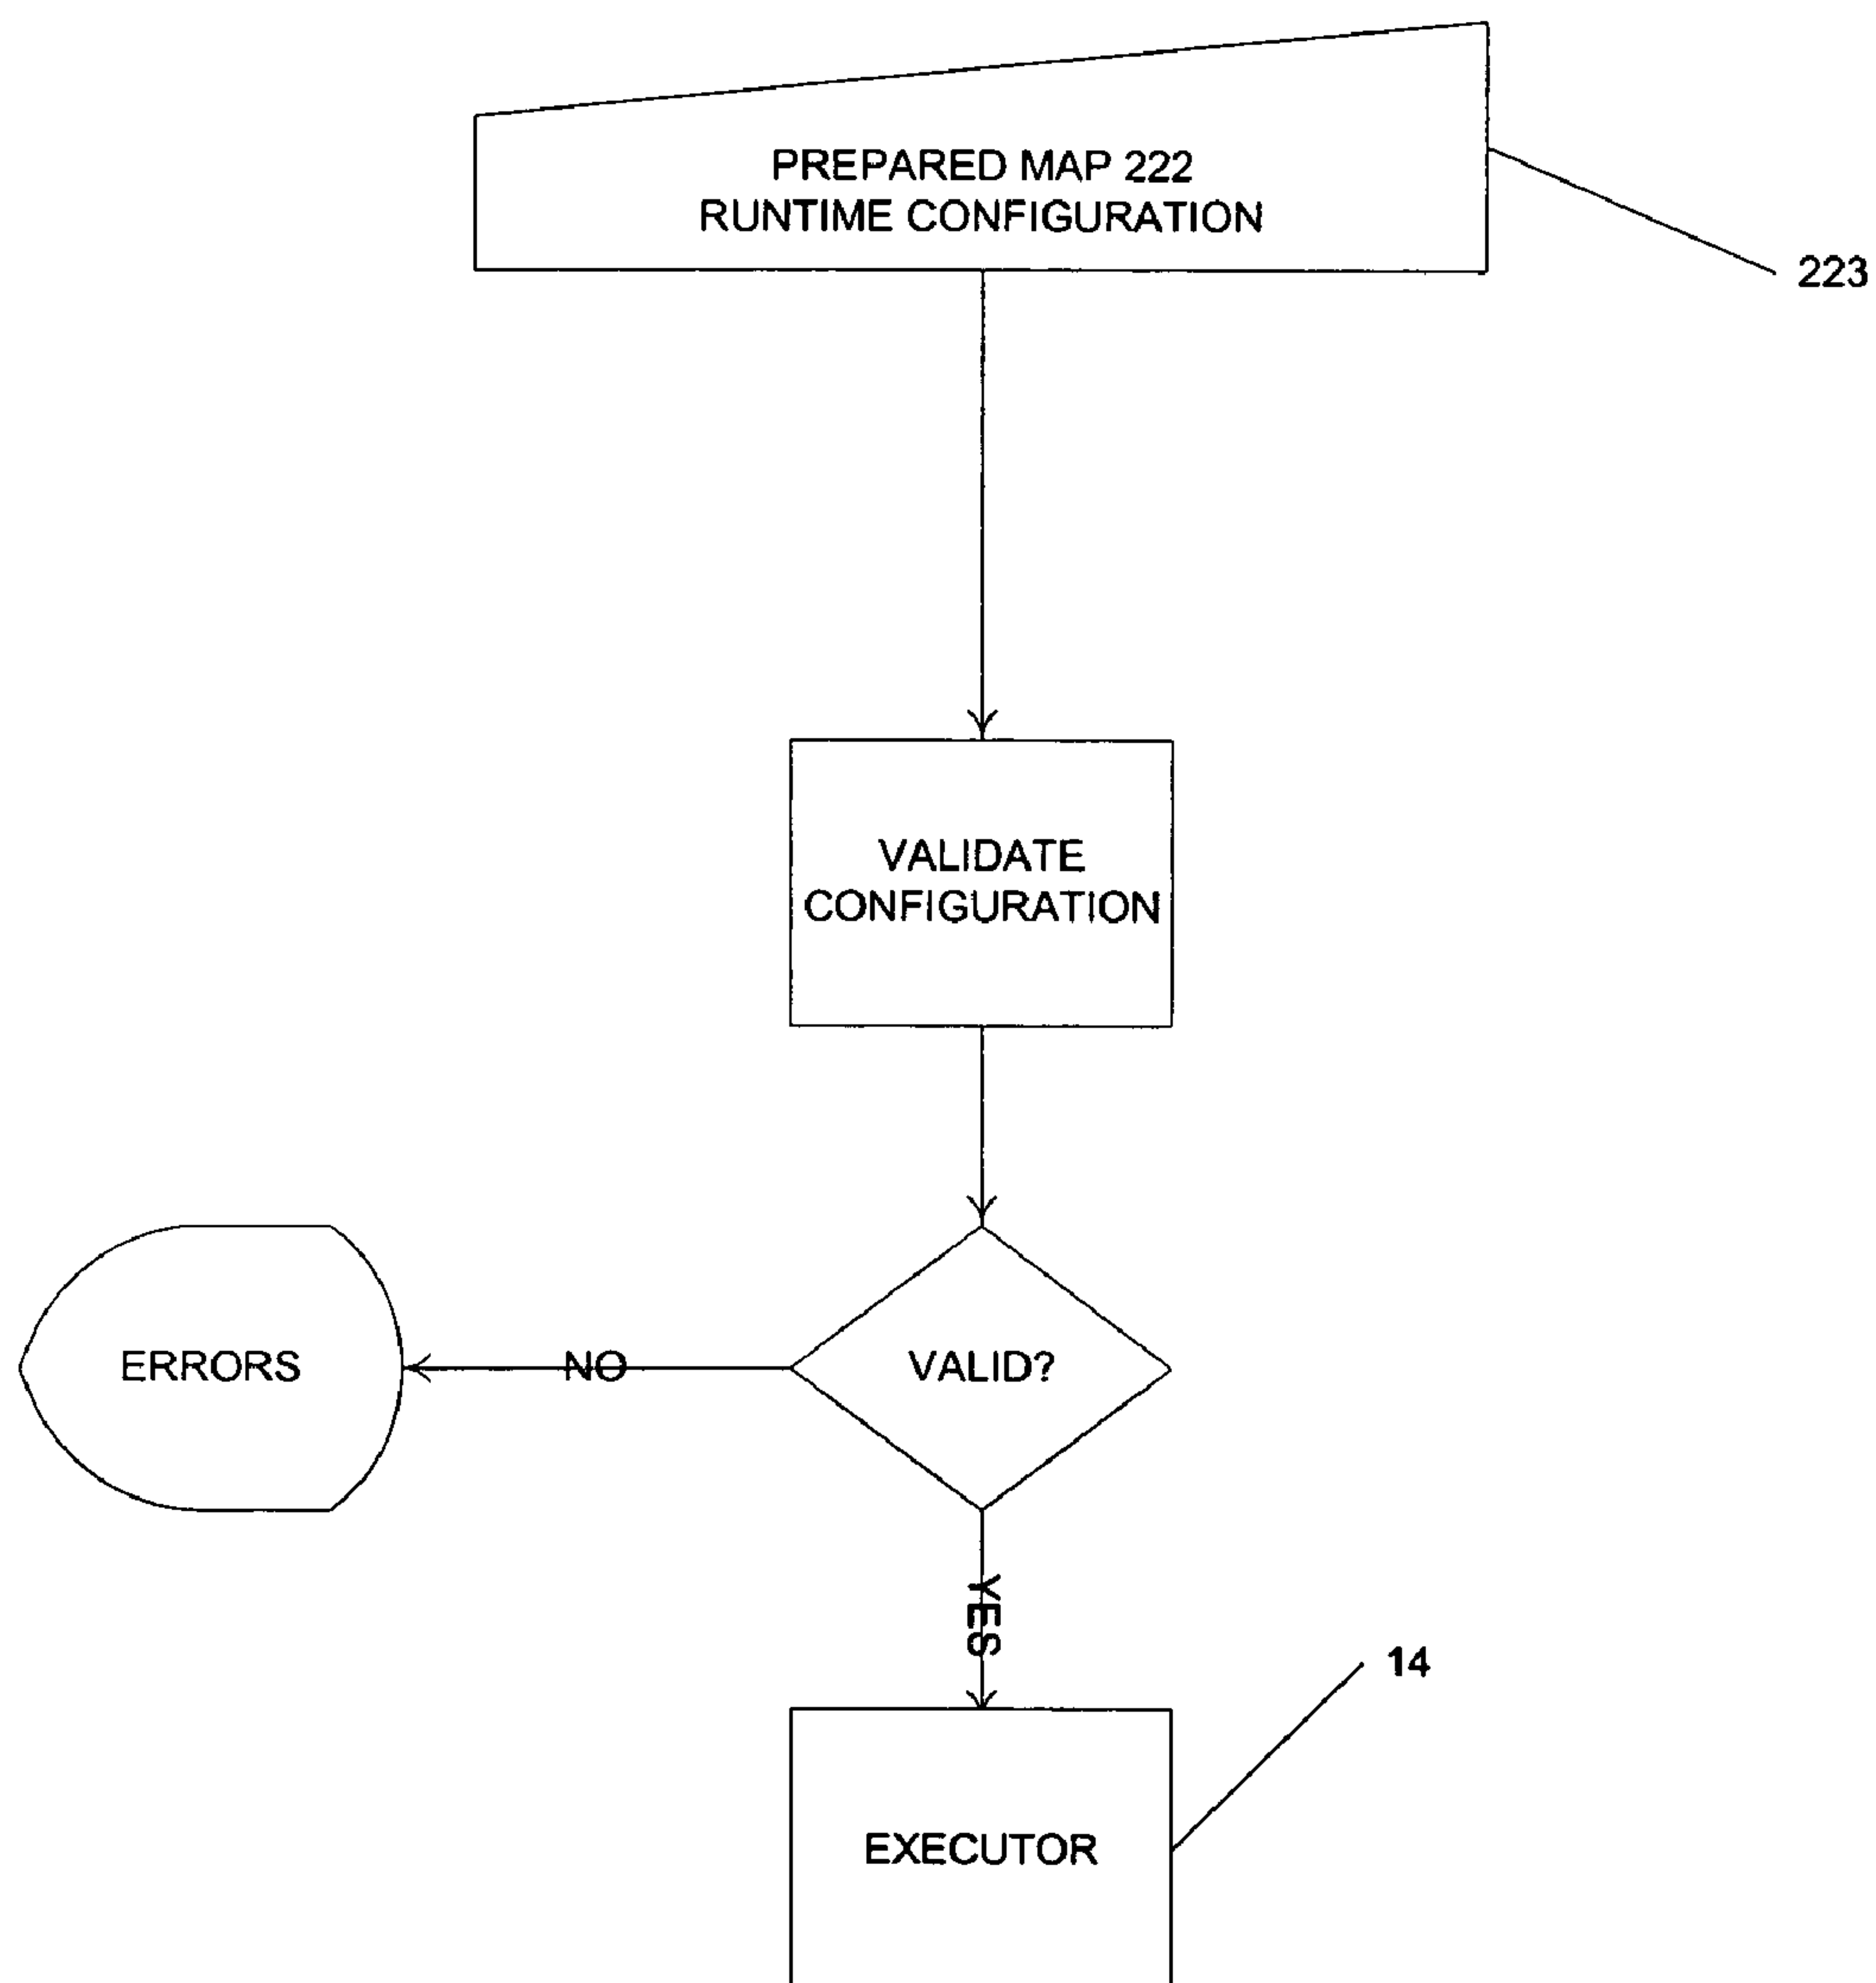 PREPARED MAP 222
RUNTIME CONFIGURATION
223
VALIDATE
CONFIGURATION
ERRORS
NO
VALID?
YES
14
EXECUTOR